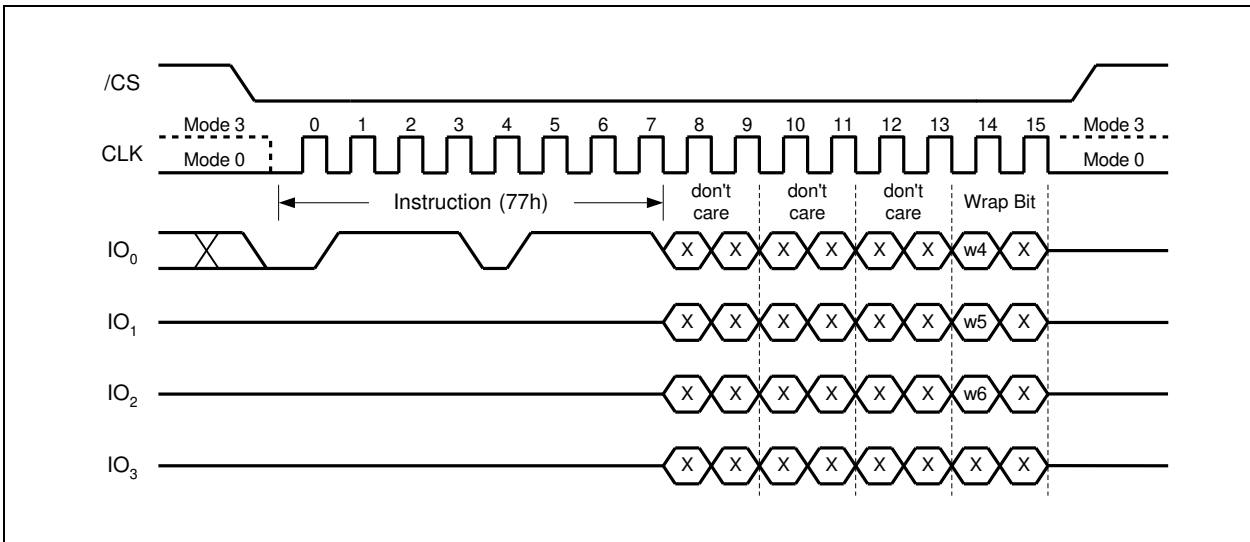 /CS
Mode 3 0 1 2 3 4 5 6 7 8 9 10 11 12 13 14 15 Mode 3
CLK Mode 0 Mode 0
Instruction (77h) don't care don't care don't care Wrap Bit
IO0 X X X X X X w4 X
IO1 X X X X X X w5 X
IO2 X X X X X X w6 X
IO3 X X X X X X X X